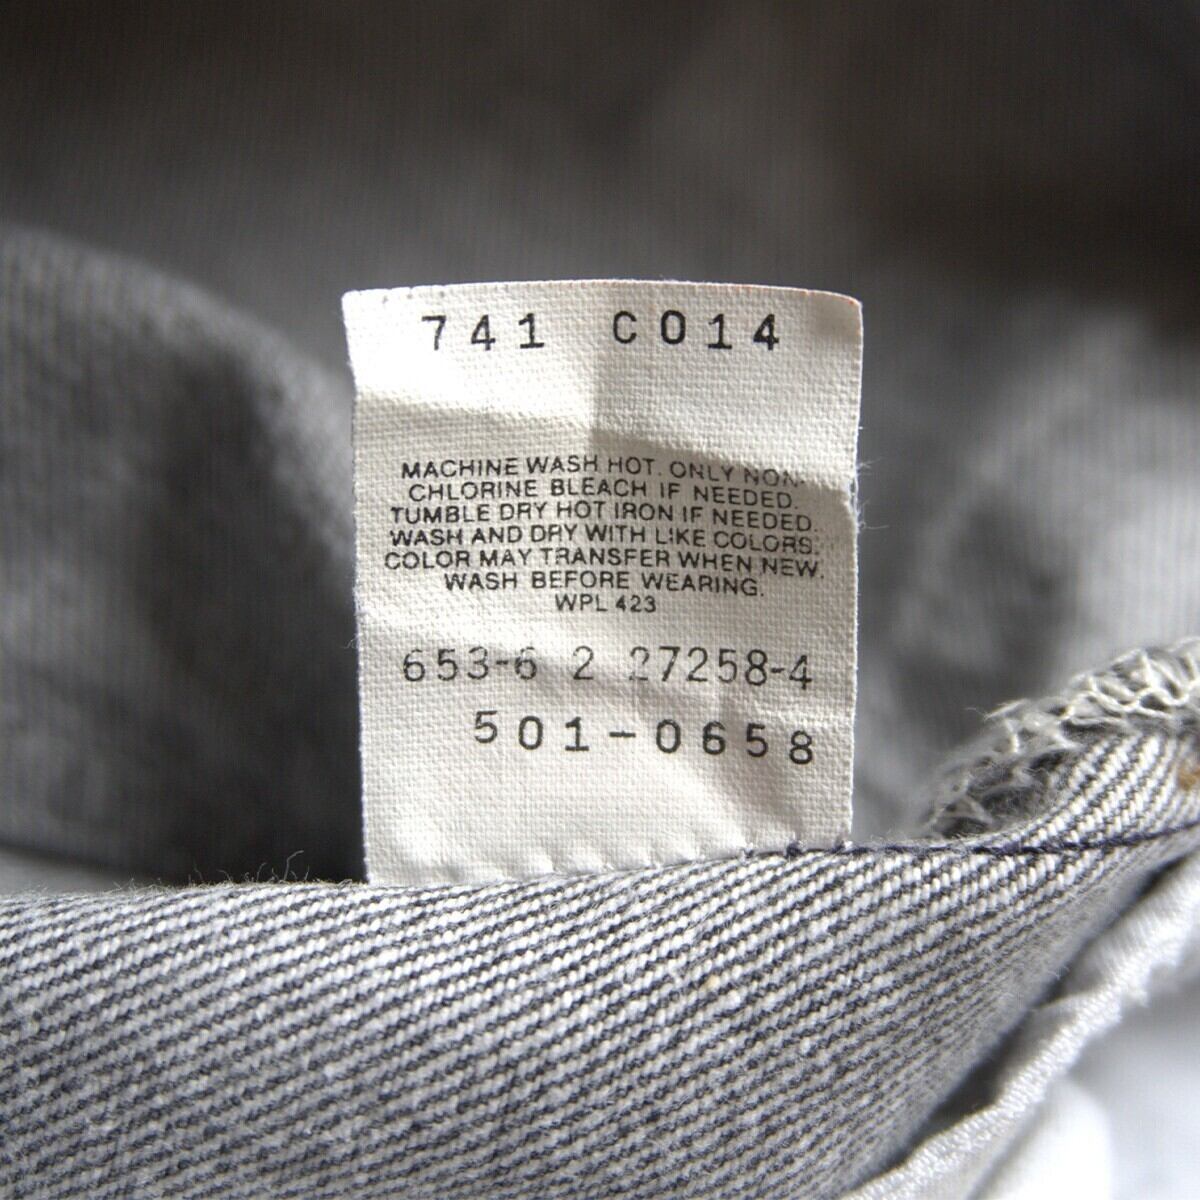 741 C014
MACHINE WASH HOT. ONLY NON-
CHLORINE BLEACH IF NEEDED.
TUMBLE DRY HOT IRON IF NEEDED.
WASH AND DRY WITH LIKE COLORS.
COLOR MAY TRANSFER WHEN NEW.
WASH BEFORE WEARING.
WPL 423
653-6 2 27258-4
501-0658